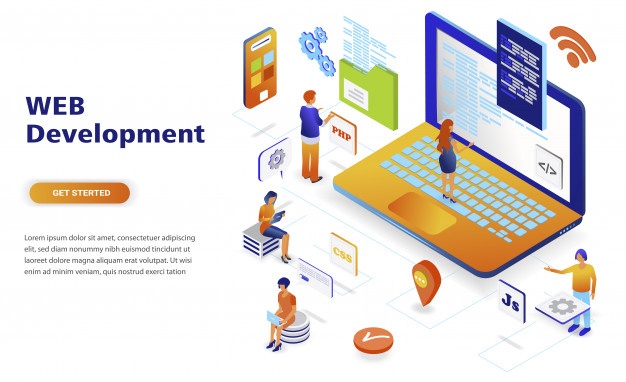 WEB
Development
GET STARTED
Lorem ipsum dolor sit amet, consectetuer adipiscing
elit, sed diam nonummy nibh euismod tincidunt ut
laoreet dolore magna aliquam erat volutpat. Ut wisi
enim ad minim veniam, quis nostrud exerci tation
PHP
</>
CSS
Js